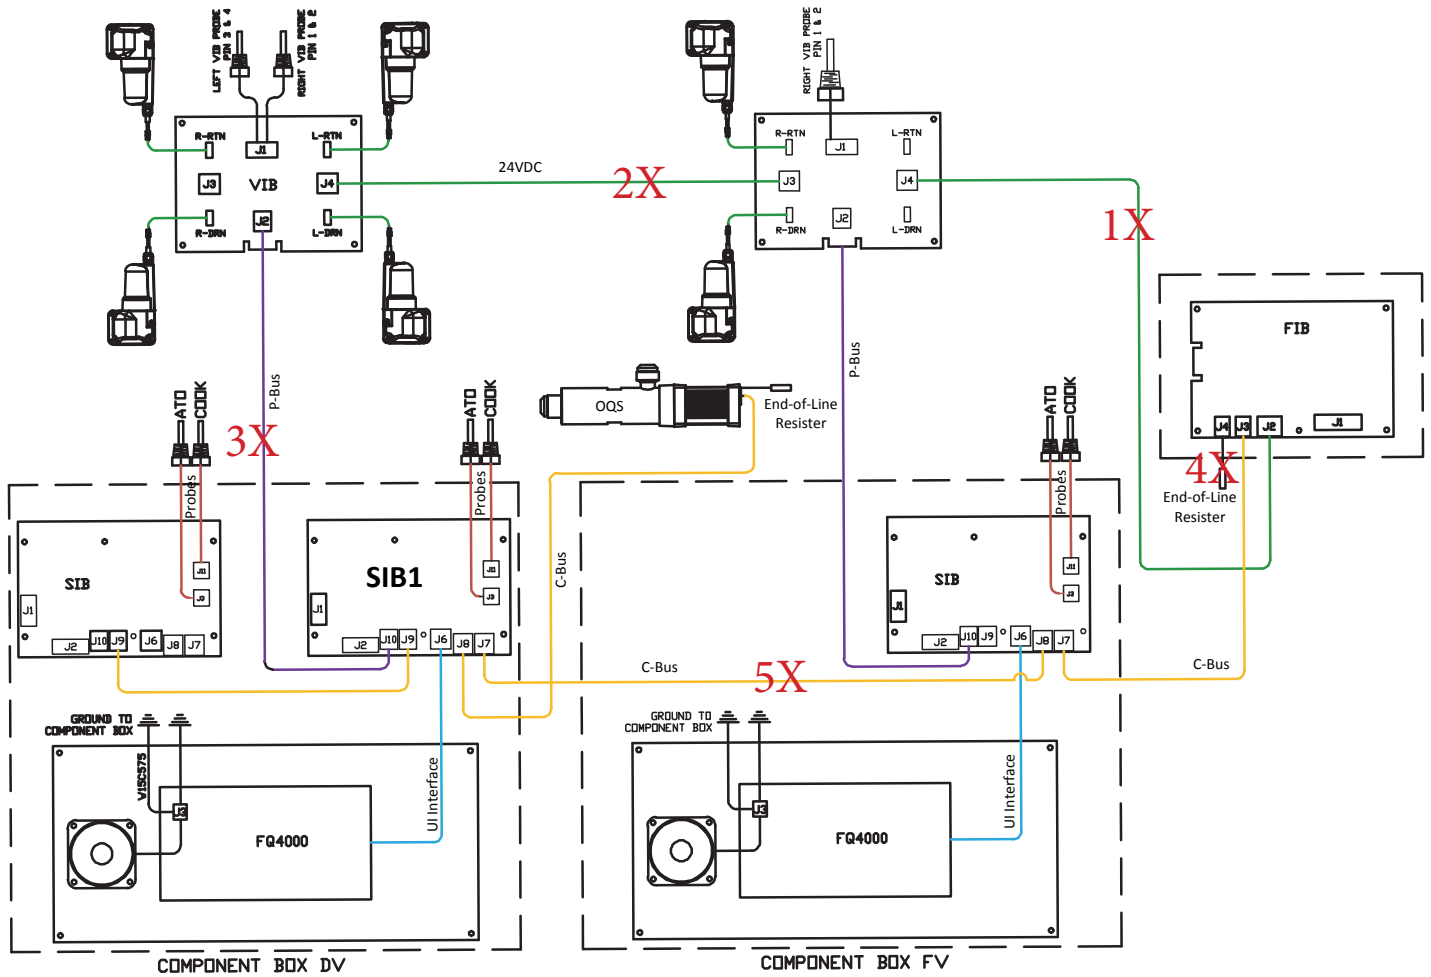 LEFT VIB PROBE
PIN 3 & 4
RIGHT VIB PROBE
PIN 1 & 2
RIGHT VIB PROBE
PIN 1 & 2
R-RTN
J1
L-RTN
J3
VIB
J4
R-DRN
J2
L-DRN
24VDC
2X
R-RTN
J1
L-RTN
J3
J4
R-DRN
J2
L-DRN
1X
FIB
J4
J3
J2
J1
4X
End-of-Line
Resister
P-Bus
3X
P-Bus
OQS
End-of-Line
Resister
ATO
COOK
Probes
ATO
COOK
Probes
ATO
COOK
Probes
SIB
J11
J3
J1
J2
J10
J9
J6
J8
J7
SIB1
J11
J3
J1
J2
J10
J9
J6
J8
J7
C-Bus
SIB
J11
J3
J1
J2
J10
J9
J6
J8
J7
C-Bus
5X
C-Bus
GROUND TO
COMPONENT BOX
W15C575
J3
FQ4000
UI Interface
GROUND TO
COMPONENT BOX
J3
FQ4000
UI Interface
COMPONENT BOX DV
COMPONENT BOX FV